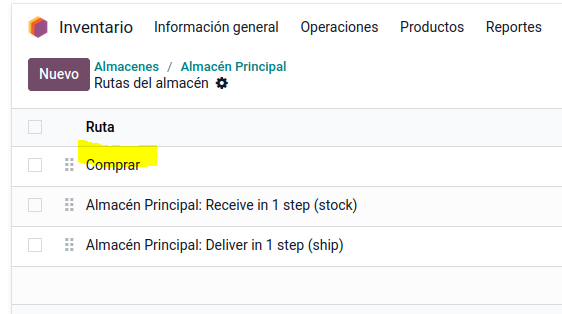 Inventario Información general Operaciones Productos Reportes
Nuevo
Almacenes / Almacén Principal
Rutas del almacén
Ruta
Comprar
Almacén Principal: Receive in 1 step (stock)
Almacén Principal: Deliver in 1 step (ship)